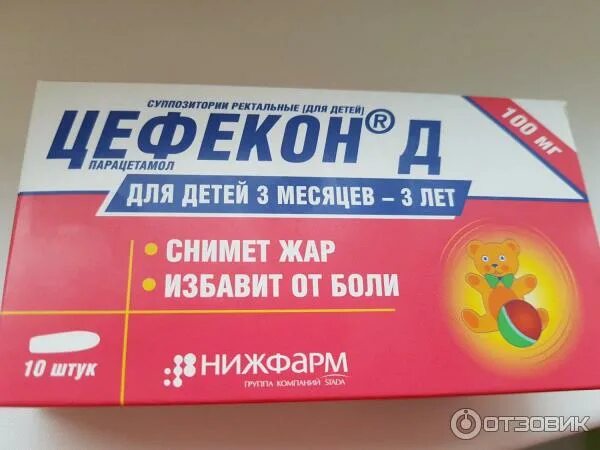 СУППОЗИТОРИИ РЕКТАЛЬНЫЕ (ДЛЯ ДЕТЕЙ)
ЦЕФЕКОН® Д
100 мг
ПАРАЦЕТАМОЛ
ДЛЯ ДЕТЕЙ 3 МЕСЯЦЕВ – 3 ЛЕТ
• СНИМЕТ ЖАР
• ИЗБАВИТ ОТ БОЛИ
10 штук
НИЖФАРМ
ГРУППА КОМПАНИЙ STADA
ОТЗОВИК